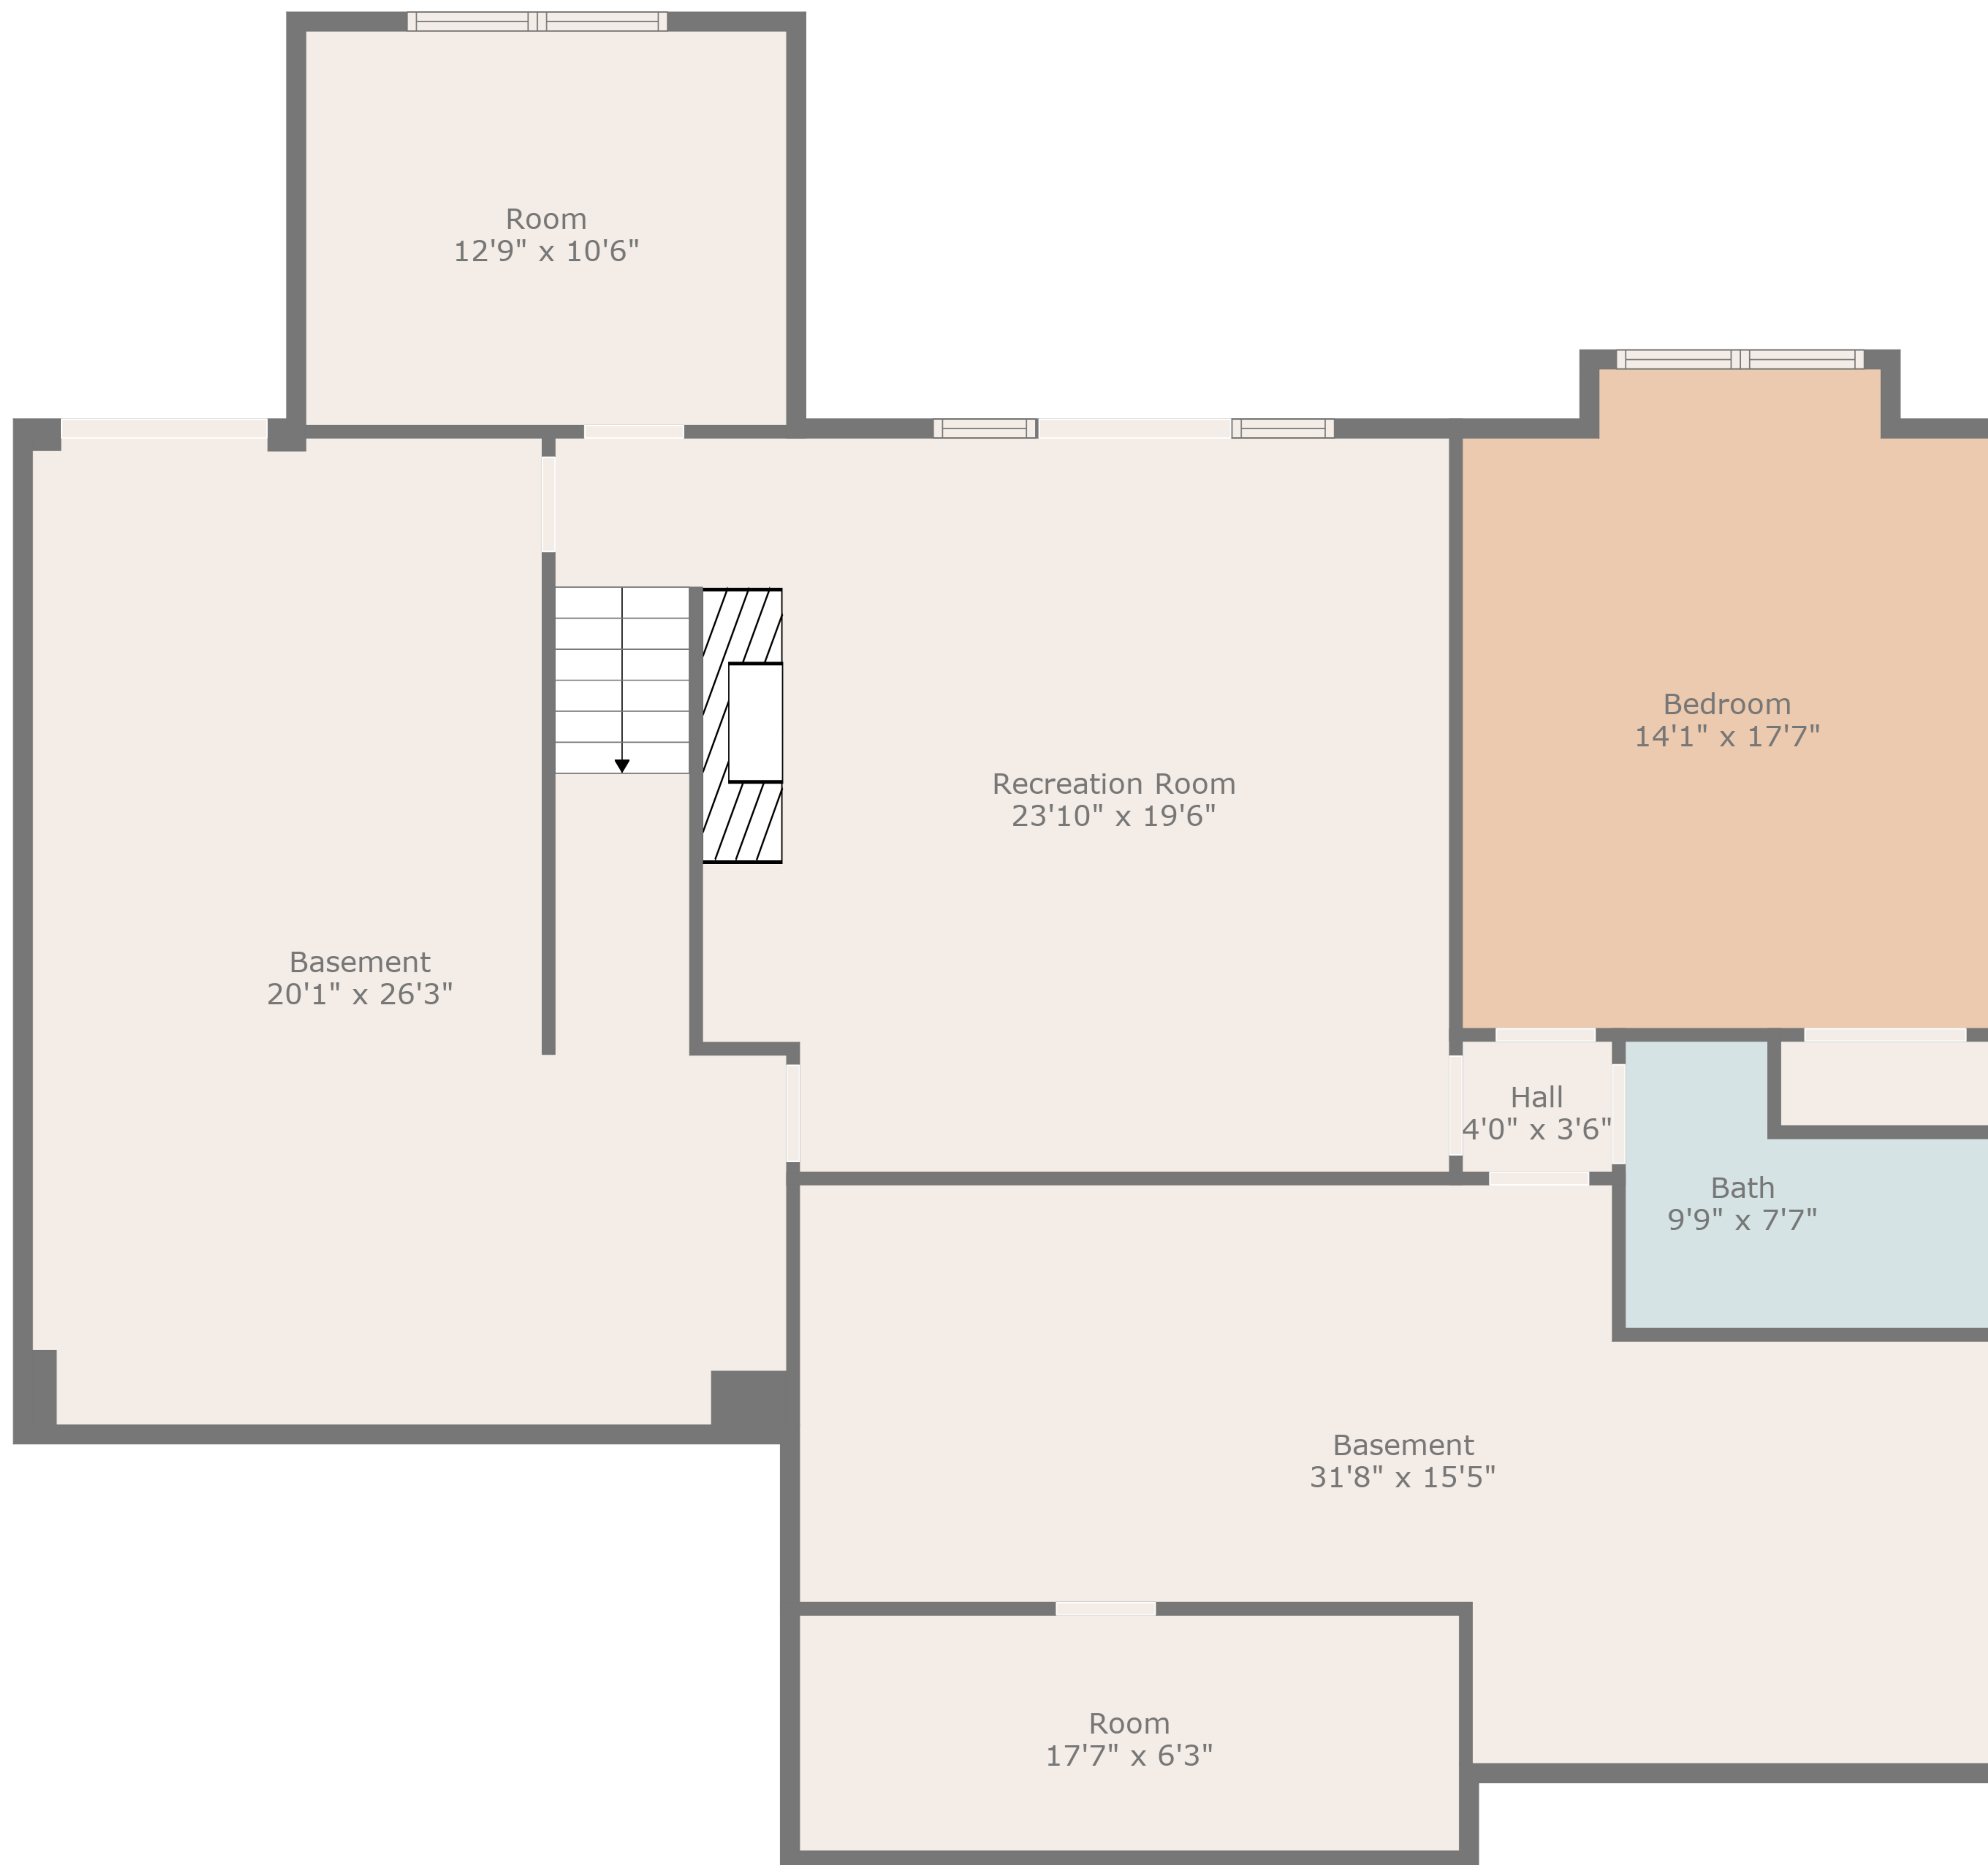 Room
12'9" x 10'6"
Bedroom
14'1" x 17'7"
Recreation Room
23'10" x 19'6"
Basement
20'1" x 26'3"
Hall
4'0" x 3'6"
Bath
9'9" x 7'7"
Basement
31'8" x 15'5"
Room
17'7" x 6'3"